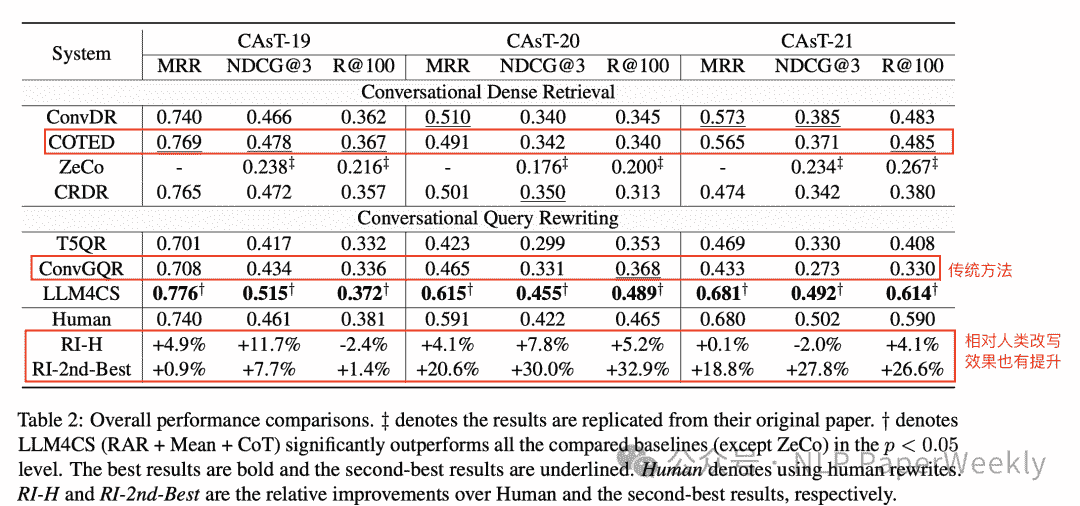 System CAsT-19 CAsT-20 CAsT-21
MRR NDCG@3 R@100 MRR NDCG@3 R@100 MRR NDCG@3 R@100
Conversational Dense Retrieval
ConvDR 0.740 0.466 0.362 0.510 0.340 0.345 0.573 0.385 0.483
COTED 0.769 0.478 0.367 0.491 0.342 0.340 0.565 0.371 0.485
ZeCo - 0.238‡ 0.216‡ - 0.176‡ 0.200‡ - 0.234‡ 0.267‡
CRDR 0.765 0.472 0.357 0.501 0.350 0.313 0.474 0.342 0.380
Conversational Query Rewriting
T5QR 0.701 0.417 0.332 0.423 0.299 0.353 0.469 0.330 0.408
ConvGQR 0.708 0.434 0.336 0.465 0.331 0.368 0.433 0.273 0.330 传统方法
LLM4CS 0.776† 0.515† 0.372† 0.615† 0.455† 0.489† 0.681† 0.492† 0.614†
Human 0.740 0.461 0.381 0.591 0.422 0.465 0.680 0.502 0.590
RI-H +4.9% +11.7% -2.4% +4.1% +7.8% +5.2% +0.1% -2.0% +4.1% 相对人类改写
RI-2nd-Best +0.9% +7.7% +1.4% +20.6% +30.0% +32.9% +18.8% +27.8% +26.6% 效果也有提升
Table 2: Overall performance comparisons. ‡ denotes the results are replicated from their original paper. † denotes
LLM4CS (RAR + Mean + CoT) significantly outperforms all the compared baselines (except ZeCo) in the p < 0.05
level. The best results are bold and the second-best results are underlined. Human denotes using human rewrites.
RI-H and RI-2nd-Best are the relative improvements over Human and the second-best results, respectively.
公众号 · NLP PaperWeekly